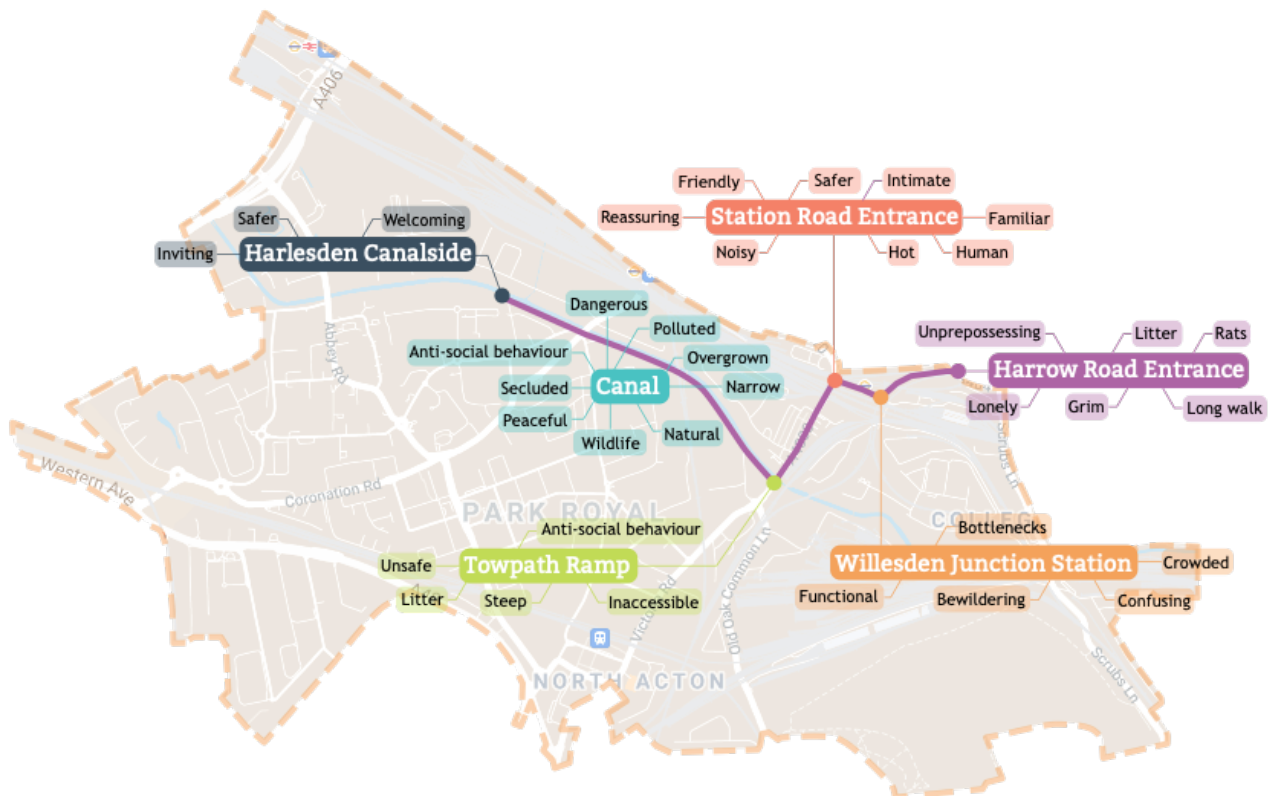 A406
Friendly
Safer
Intimate
Reassuring
Station Road Entrance
Familiar
Noisy
Hot
Human
Safer
Welcoming
Inviting
Harlesden Canalside
Dangerous
Polluted
Anti-social behaviour
Overgrown
Secluded
Canal
Narrow
Peaceful
Wildlife
Natural
Abbey Rd
Unprepossessing
Litter
Rats
Harrow Road Entrance
Lonely
Grim
Long walk
Scrubs Ln
Western Ave
Coronation Rd
PARK ROYAL
Anti-social behaviour
Unsafe
Towpath Ramp
Litter
Steep
Inaccessible
Old Oak Common Ln
Bottlenecks
Willesden Junction Station
Crowded
Functional
Bewildering
Confusing
NORTH ACTON
Scrubs Ln